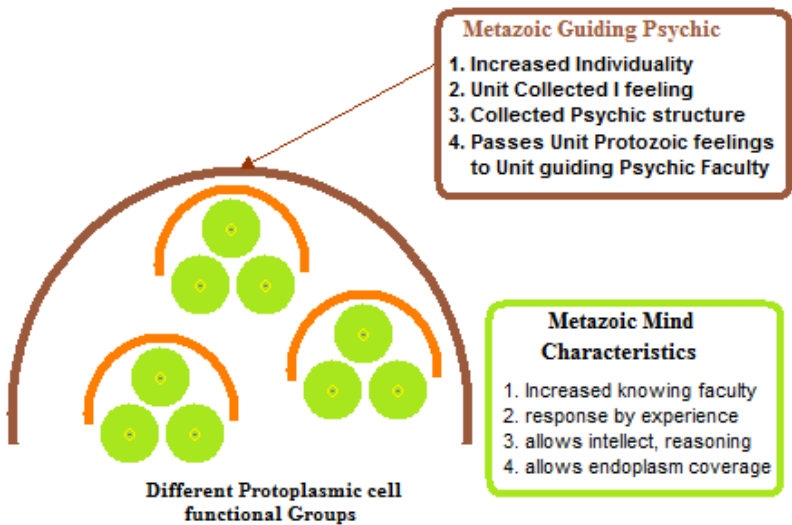 Metazoic Guiding Psychic
1. Increased Individuality
2. Unit Collected I feeling
3. Collected Psychic structure
4. Passes Unit Protozoic feelings
to Unit guiding Psychic Faculty
Metazoic Mind
Characteristics
1. Increased knowing faculty
2. response by experience
3. allows intellect, reasoning
4. allows endoplasm coverage
Different Protoplasmic cell
functional Groups